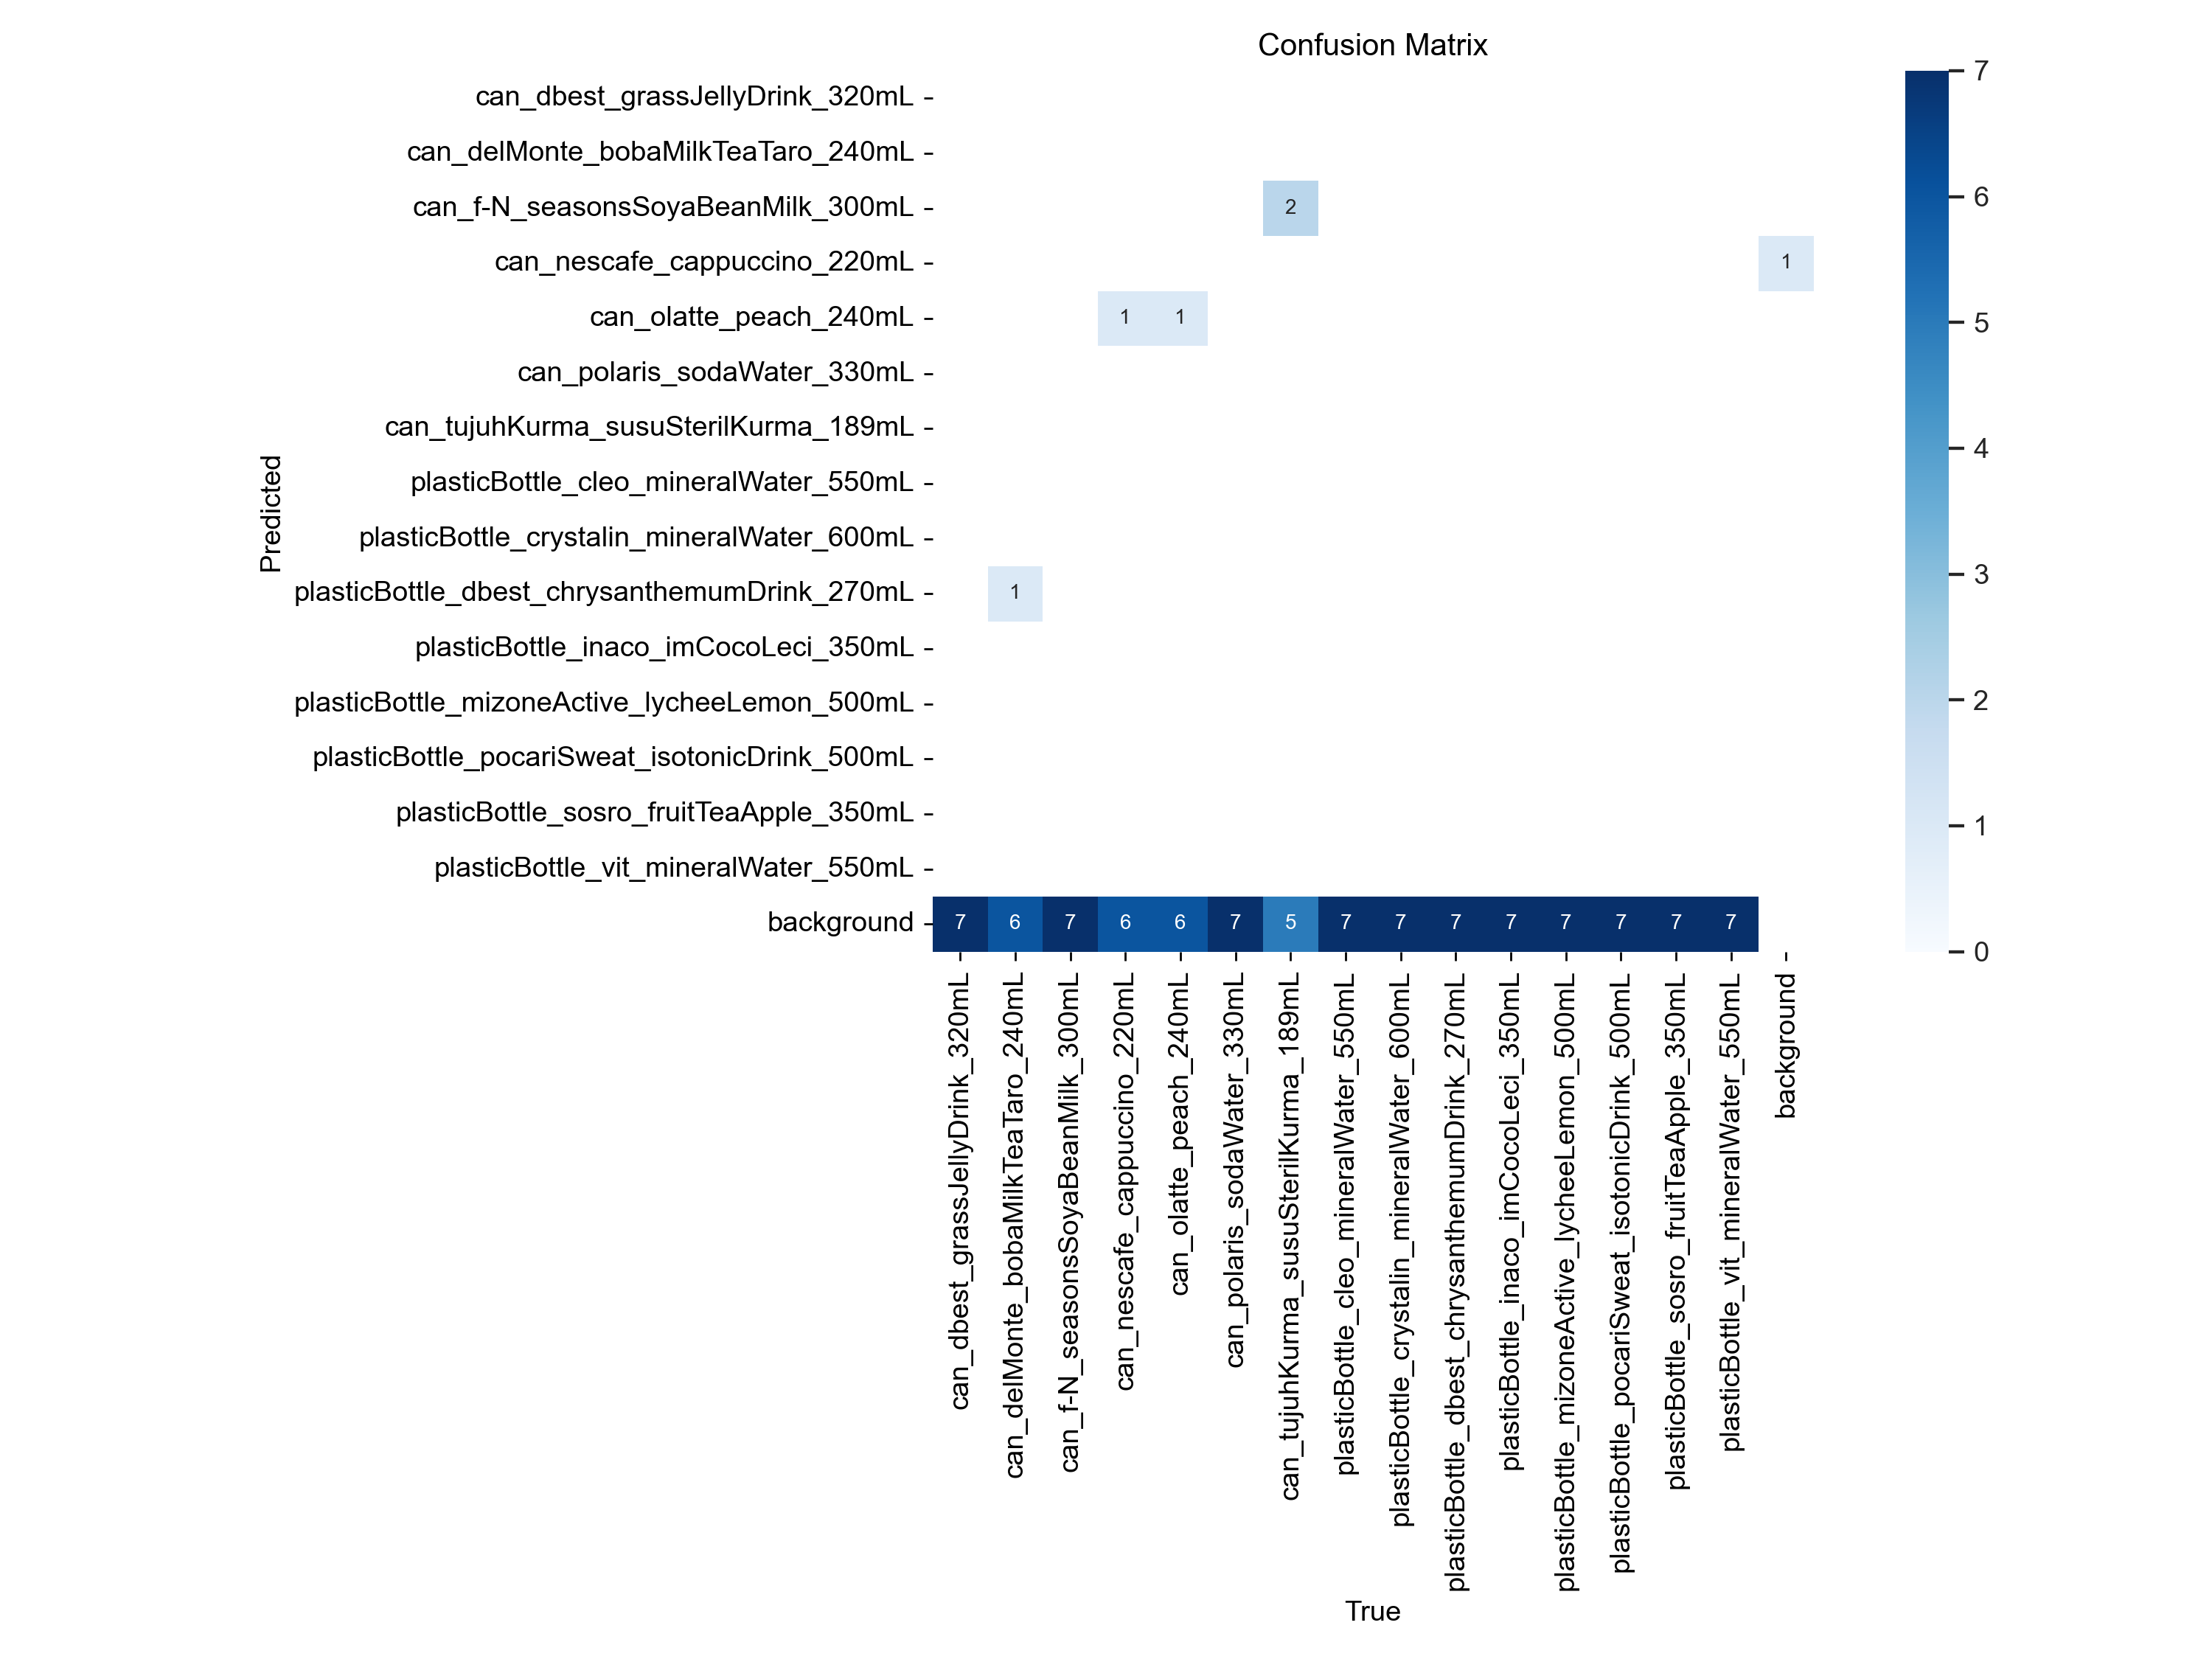 Confusion Matrix
can_dbest_grassJellyDrink_320mL
can_delMonte_bobaMilkTeaTaro_240mL
can_f-N_seasonsSoyaBeanMilk_300mL
2
can_nescafe_cappuccino_220mL
1
can_olatte_peach_240mL
1 1
can_polaris_sodaWater_330mL
can_tujuhKurma_susuSterilKurma_189mL
plasticBottle_cleo_mineralWater_550mL
plasticBottle_crystalin_mineralWater_600mL
plasticBottle_dbest_chrysanthemumDrink_270mL
1
plasticBottle_inaco_imCocoLeci_350mL
plasticBottle_mizoneActive_lycheeLemon_500mL
plasticBottle_pocariSweat_isotonicDrink_500mL
plasticBottle_sosro_fruitTeaApple_350mL
plasticBottle_vit_mineralWater_550mL
background
7 6 7 6 6 7 5 7 7 7 7 7 7 7 7
Predicted
can_dbest_grassJellyDrink_320mL
can_delMonte_bobaMilkTeaTaro_240mL
can_f-N_seasonsSoyaBeanMilk_300mL
can_nescafe_cappuccino_220mL
can_olatte_peach_240mL
can_polaris_sodaWater_330mL
can_tujuhKurma_susuSterilKurma_189mL
plasticBottle_cleo_mineralWater_550mL
plasticBottle_crystalin_mineralWater_600mL
plasticBottle_dbest_chrysanthemumDrink_270mL
plasticBottle_inaco_imCocoLeci_350mL
plasticBottle_mizoneActive_lycheeLemon_500mL
plasticBottle_pocariSweat_isotonicDrink_500mL
plasticBottle_sosro_fruitTeaApple_350mL
plasticBottle_vit_mineralWater_550mL
background
True
7
6
5
4
3
2
1
0